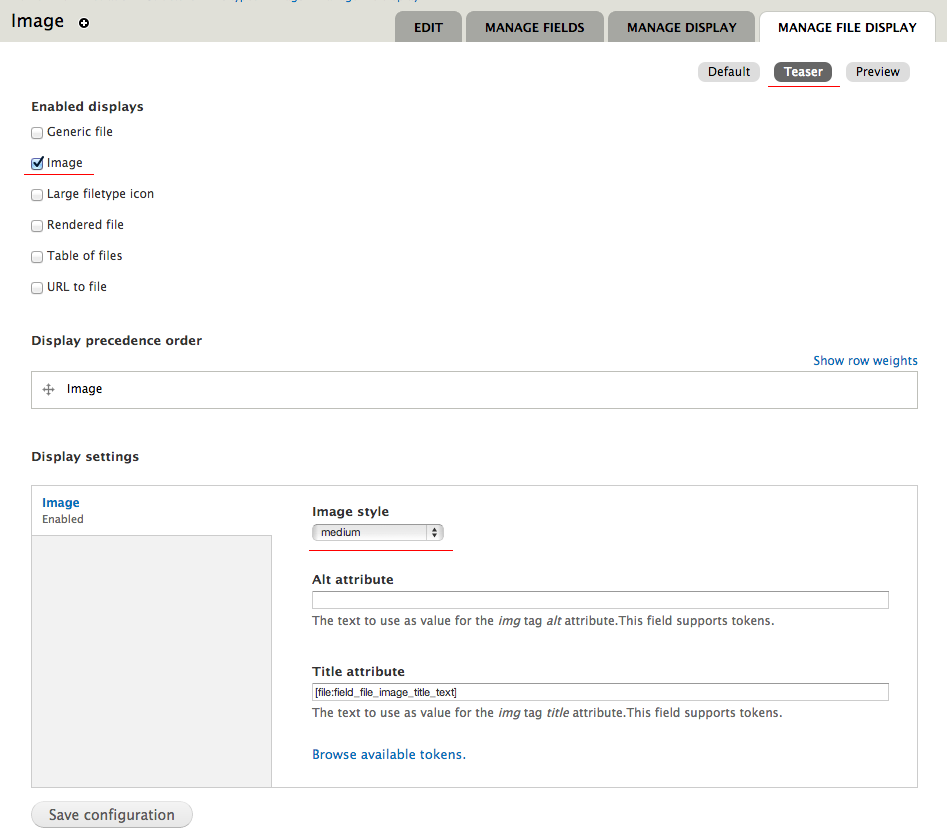 Image
EDIT MANAGE FIELDS MANAGE DISPLAY MANAGE FILE DISPLAY
Default Teaser Preview
Enabled displays
Generic file
Image
Large filetype icon
Rendered file
Table of files
URL to file
Display precedence order
Show row weights
Image
Display settings
Image
Enabled
Image style
medium
Alt attribute
The text to use as value for the img tag alt attribute.This field supports tokens.
Title attribute
[file:field_file_image_title_text]
The text to use as value for the img tag title attribute.This field supports tokens.
Browse available tokens.
Save configuration